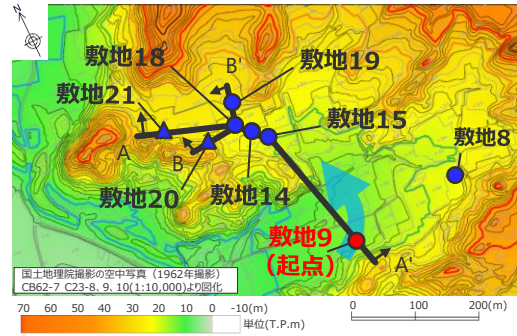 N
敷地18
B'
敷地19
敷地21
敷地15
A
B
敷地8
敷地20
敷地14
敷地9
（起点）
A'
国土地理院撮影の空中写真（1962年撮影）
CB62-7 C23-8、9、10(1:10,000)より図化
70 60 50 40 30 20 10 0 -10(m)
単位(T.P.m)
0 100 200(m)